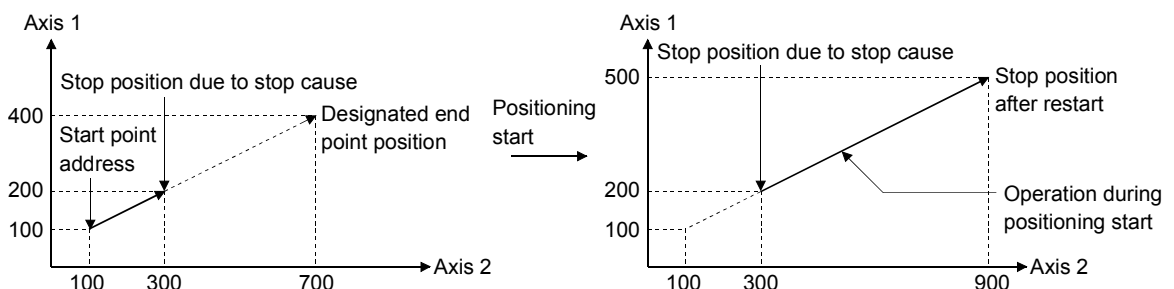 Axis 1
Stop position due to stop cause
400
Designated end
point position
Start point
address
200
100
100
300
700
Axis 2
Positioning
start
Axis 1
Stop position due to stop cause
500
Stop position
after restart
200
Operation during
positioning start
100
100
300
900
Axis 2